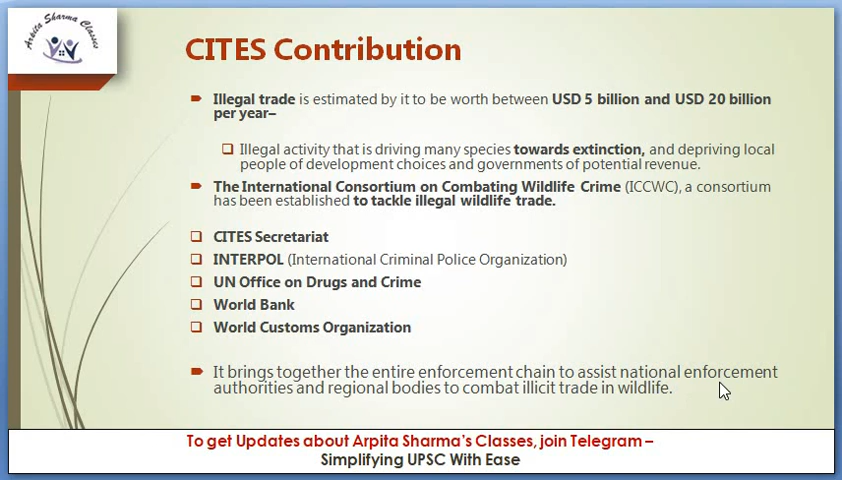 Arpita Sharma Classes
CITES Contribution
Illegal trade is estimated by it to be worth between USD 5 billion and USD 20 billion
per year–
Illegal activity that is driving many species towards extinction, and depriving local
people of development choices and governments of potential revenue.
The International Consortium on Combating Wildlife Crime (ICCWC), a consortium
has been established to tackle illegal wildlife trade.
CITES Secretariat
INTERPOL (International Criminal Police Organization)
UN Office on Drugs and Crime
World Bank
World Customs Organization
It brings together the entire enforcement chain to assist national enforcement
authorities and regional bodies to combat illicit trade in wildlife.
To get Updates about Arpita Sharma's Classes, join Telegram –
Simplifying UPSC With Ease